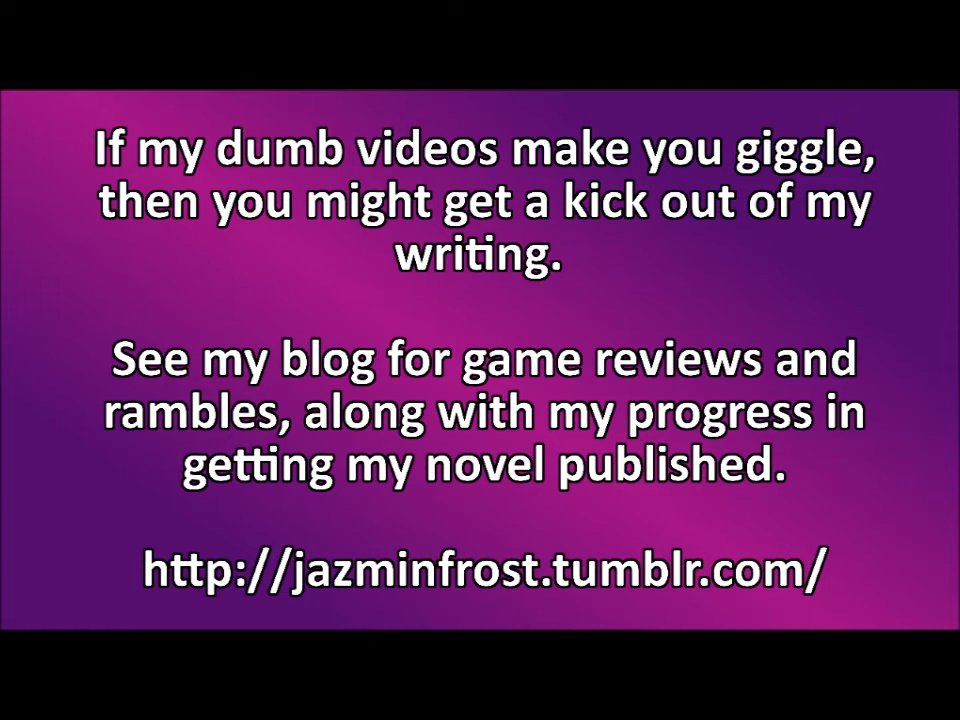 If my dumb videos make you giggle,
then you might get a kick out of my
writing.
See my blog for game reviews and
rambles, along with my progress in
getting my novel published.
http://jazminfrost.tumblr.com/